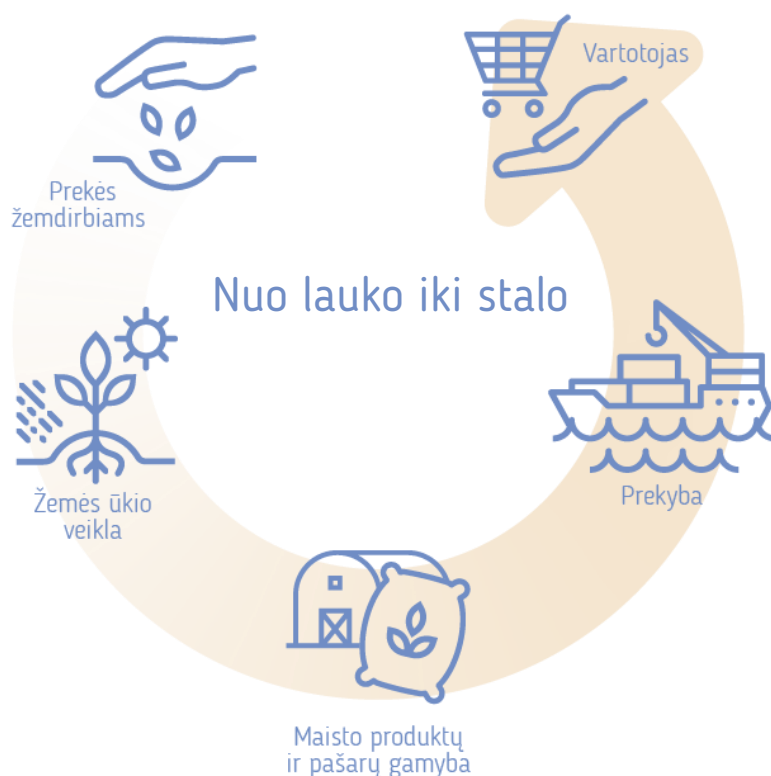 Vartotojas
Prekės
žemdirbiams
Nuo lauko iki stalo
Žemės ūkio
veikla
Prekyba
Maisto produktų
ir pašarų gamyba